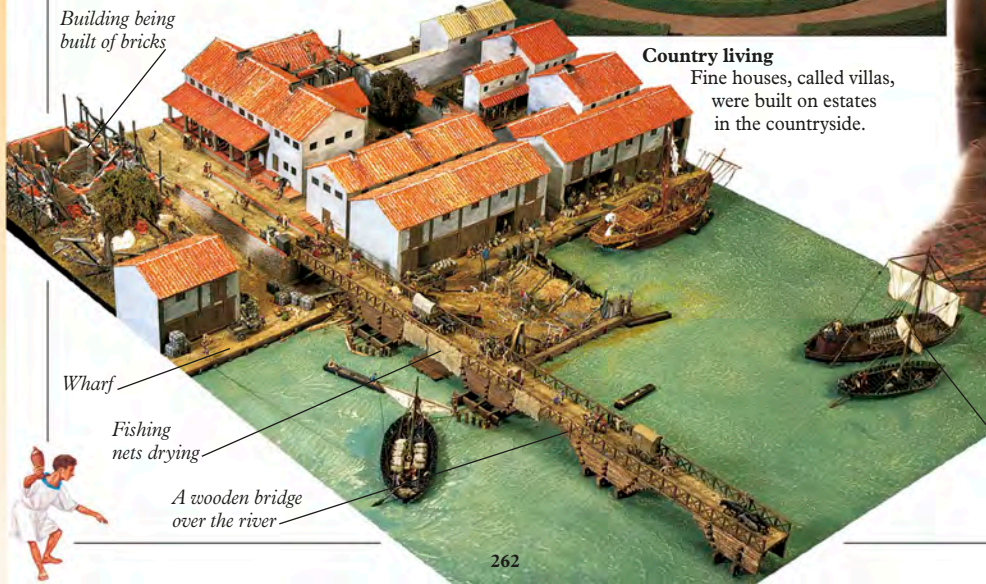 Building being
built of bricks
Country living
Fine houses, called villas,
were built on estates
in the countryside.
Wharf
Fishing
nets drying
A wooden bridge
over the river
262